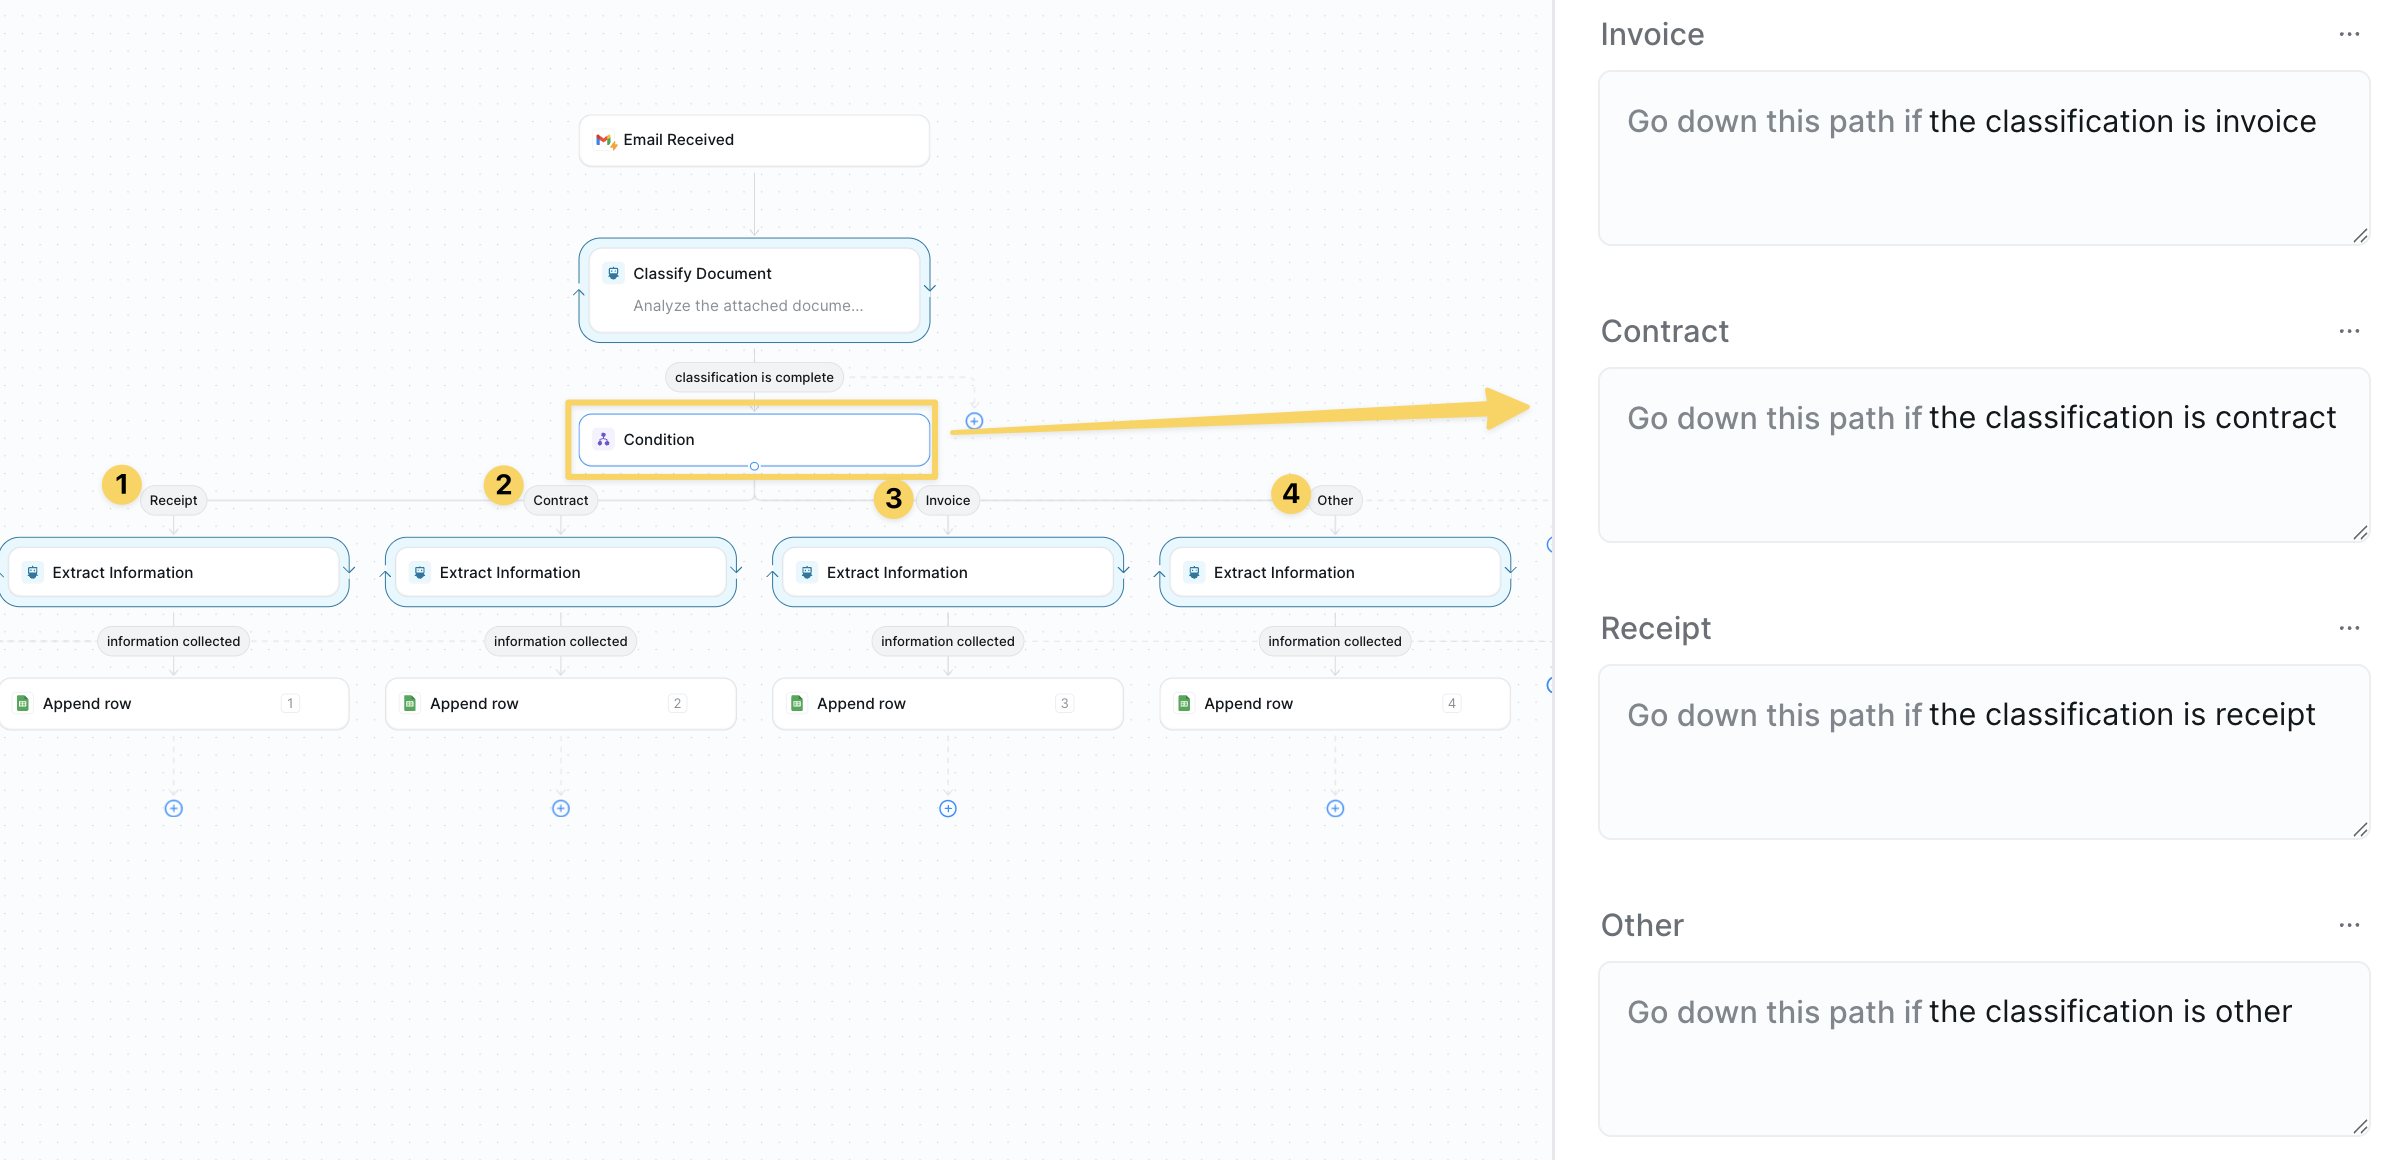 Email Received
Classify Document
Analyze the attached docume...
classification is complete
Condition
1
Receipt
2
Contract
3
Invoice
4
Other
Extract Information
Extract Information
Extract Information
Extract Information
information collected
information collected
information collected
information collected
Append row
1
Append row
2
Append row
3
Append row
4
Invoice
Go down this path if the classification is invoice
Contract
Go down this path if the classification is contract
Receipt
Go down this path if the classification is receipt
Other
Go down this path if the classification is other